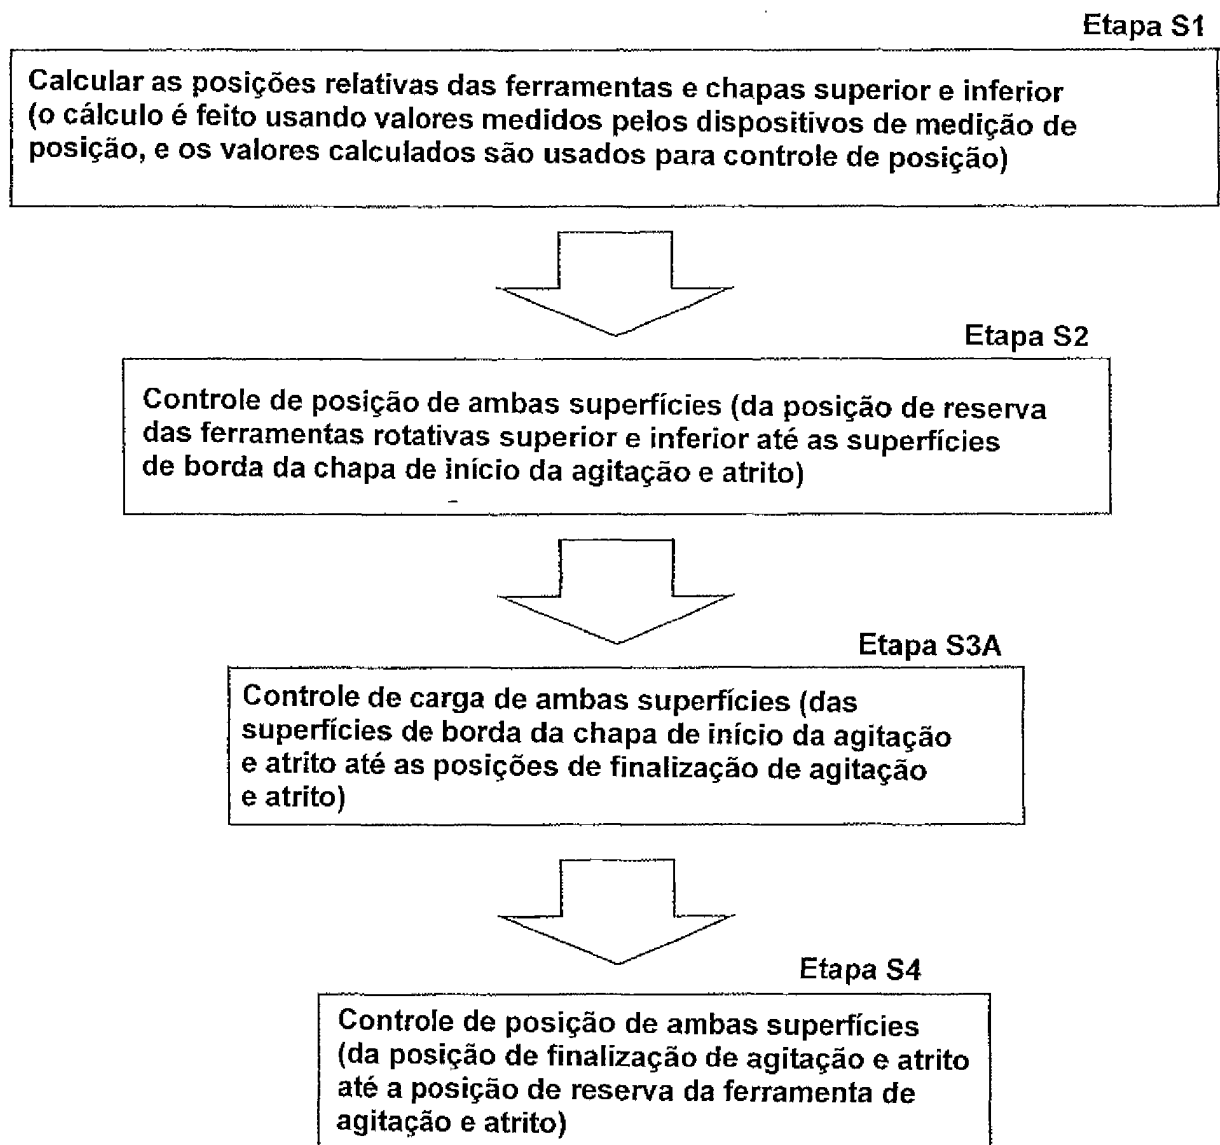 Etapa S1
Calcular as posições relativas das ferramentas e chapas superior e inferior
(o cálculo é feito usando valores medidos pelos dispositivos de medição de
posição, e os valores calculados são usados para controle de posição)
Etapa S2
Controle de posição de ambas superfícies (da posição de reserva
das ferramentas rotativas superior e inferior até as superfícies
de borda da chapa de início da agitação e atrito)
Etapa S3A
Controle de carga de ambas superfícies (das
superfícies de borda da chapa de início da agitação
e atrito até as posições de finalização de agitação
e atrito)
Etapa S4
Controle de posição de ambas superfícies
(da posição de finalização de agitação e atrito
até a posição de reserva da ferramenta de
agitação e atrito)